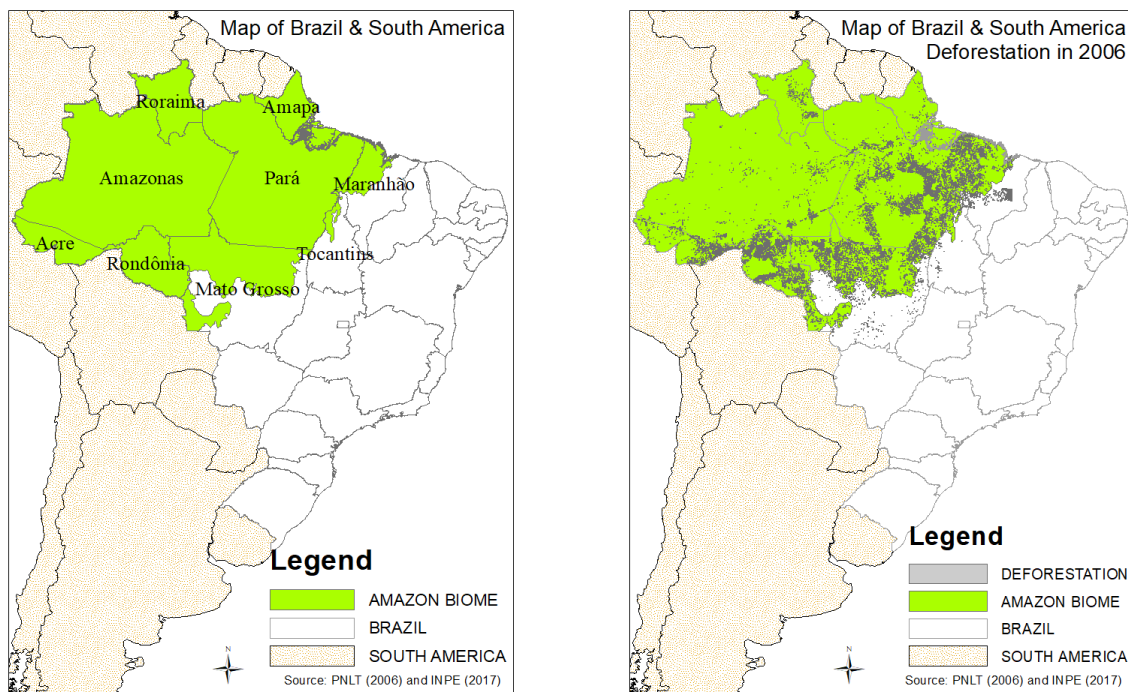 Map of Brazil & South America
Roraima
Amapa
Amazonas
Pará
Maranhão
Acre
Rondônia
Tocantins
Mato Grosso
Legend
AMAZON BIOME
BRAZIL
SOUTH AMERICA
N
Source: PNLT (2006) and INPE (2017)
Map of Brazil & South America
Deforestation in 2006
Legend
DEFORESTATION
AMAZON BIOME
BRAZIL
SOUTH AMERICA
N
Source: PNLT (2006) and INPE (2017)